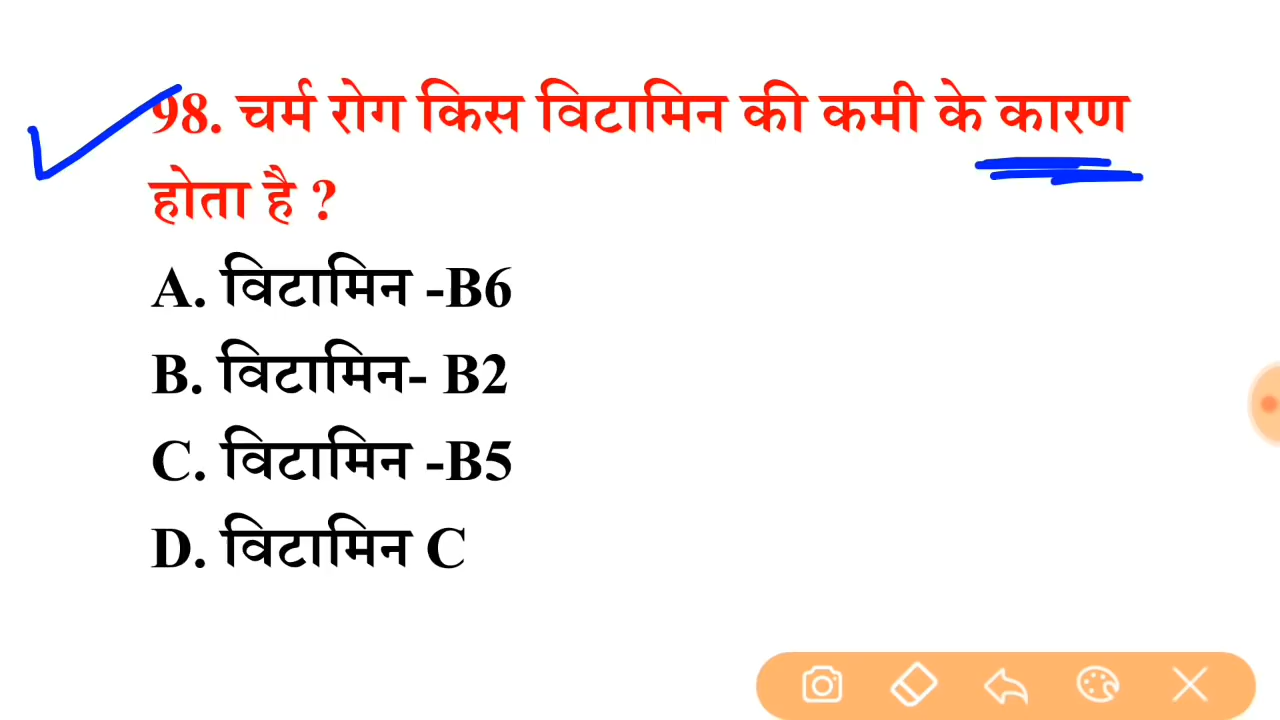 98. चर्म रोग किस विटामिन की कमी के कारण
होता है ?
A. विटामिन -B6
B. विटामिन- B2
C. विटामिन -B5
D. विटामिन C